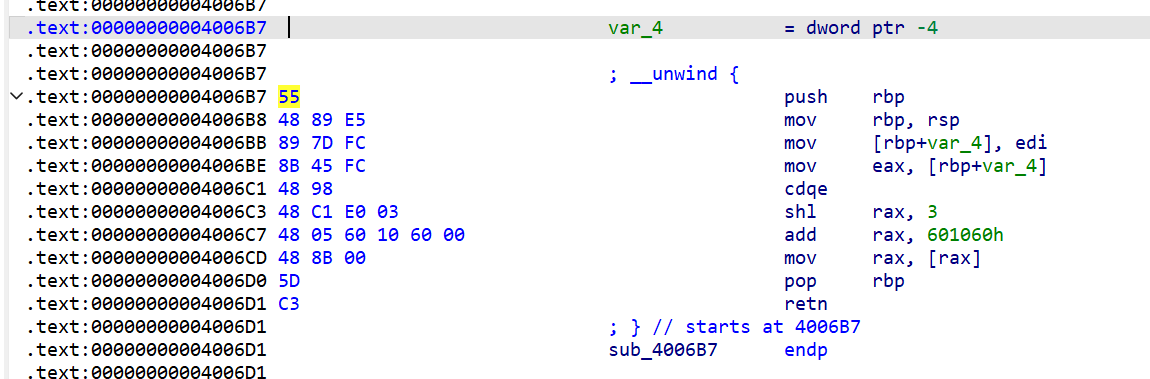 .text:00000000004006B7
.text:00000000004006B7 var_4 = dword ptr -4
.text:00000000004006B7
.text:00000000004006B7 ; __unwind {
.text:00000000004006B7 55 push rbp
.text:00000000004006B8 48 89 E5 mov rbp, rsp
.text:00000000004006BB 89 7D FC mov [rbp+var_4], edi
.text:00000000004006BE 8B 45 FC mov eax, [rbp+var_4]
.text:00000000004006C1 48 98 cdqe
.text:00000000004006C3 48 C1 E0 03 shl rax, 3
.text:00000000004006C7 48 05 60 10 60 00 add rax, 601060h
.text:00000000004006CD 48 8B 00 mov rax, [rax]
.text:00000000004006D0 5D pop rbp
.text:00000000004006D1 C3 retn
.text:00000000004006D1 ; } // starts at 4006B7
.text:00000000004006D1 sub_4006B7 endp
.text:00000000004006D1